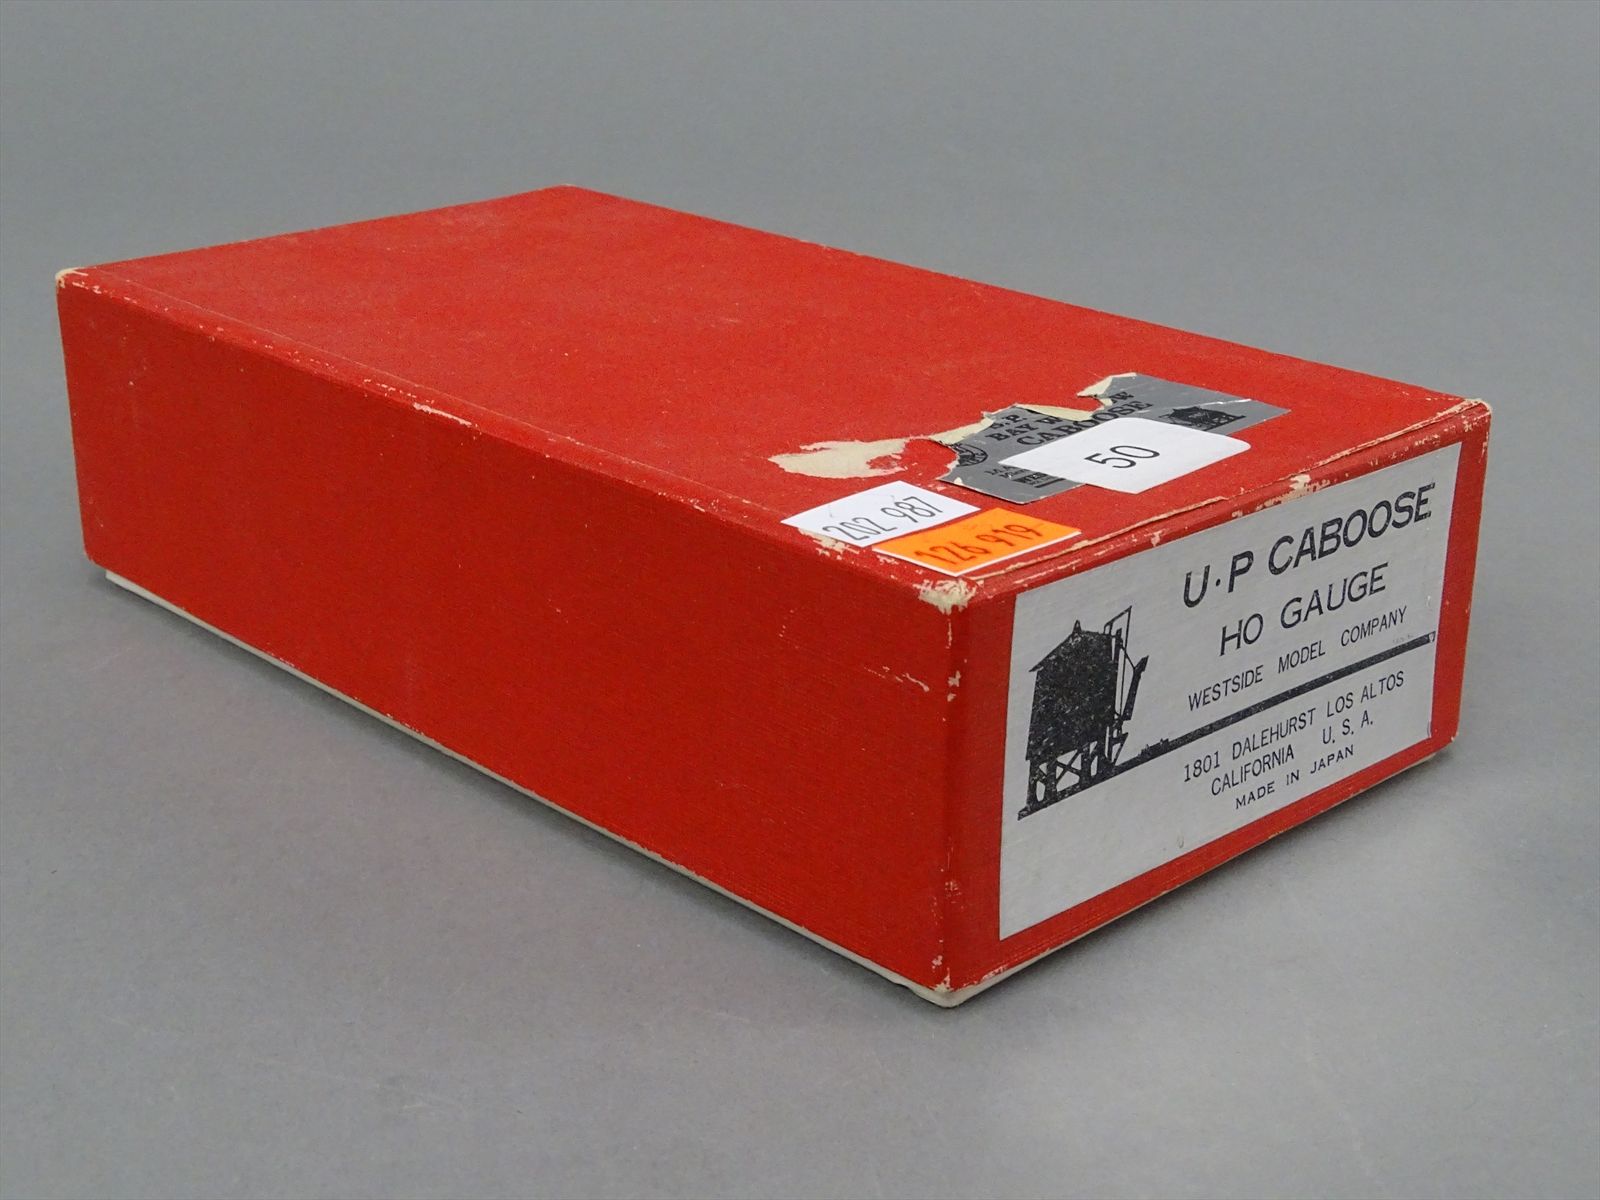 S.P.
BAY
CABOOSE
50
202 987
126 919
U·P CABOOSE
HO GAUGE
WESTSIDE MODEL COMPANY
1801 DALEHURST LOS ALTOS
CALIFORNIA U. S. A.
MADE IN JAPAN